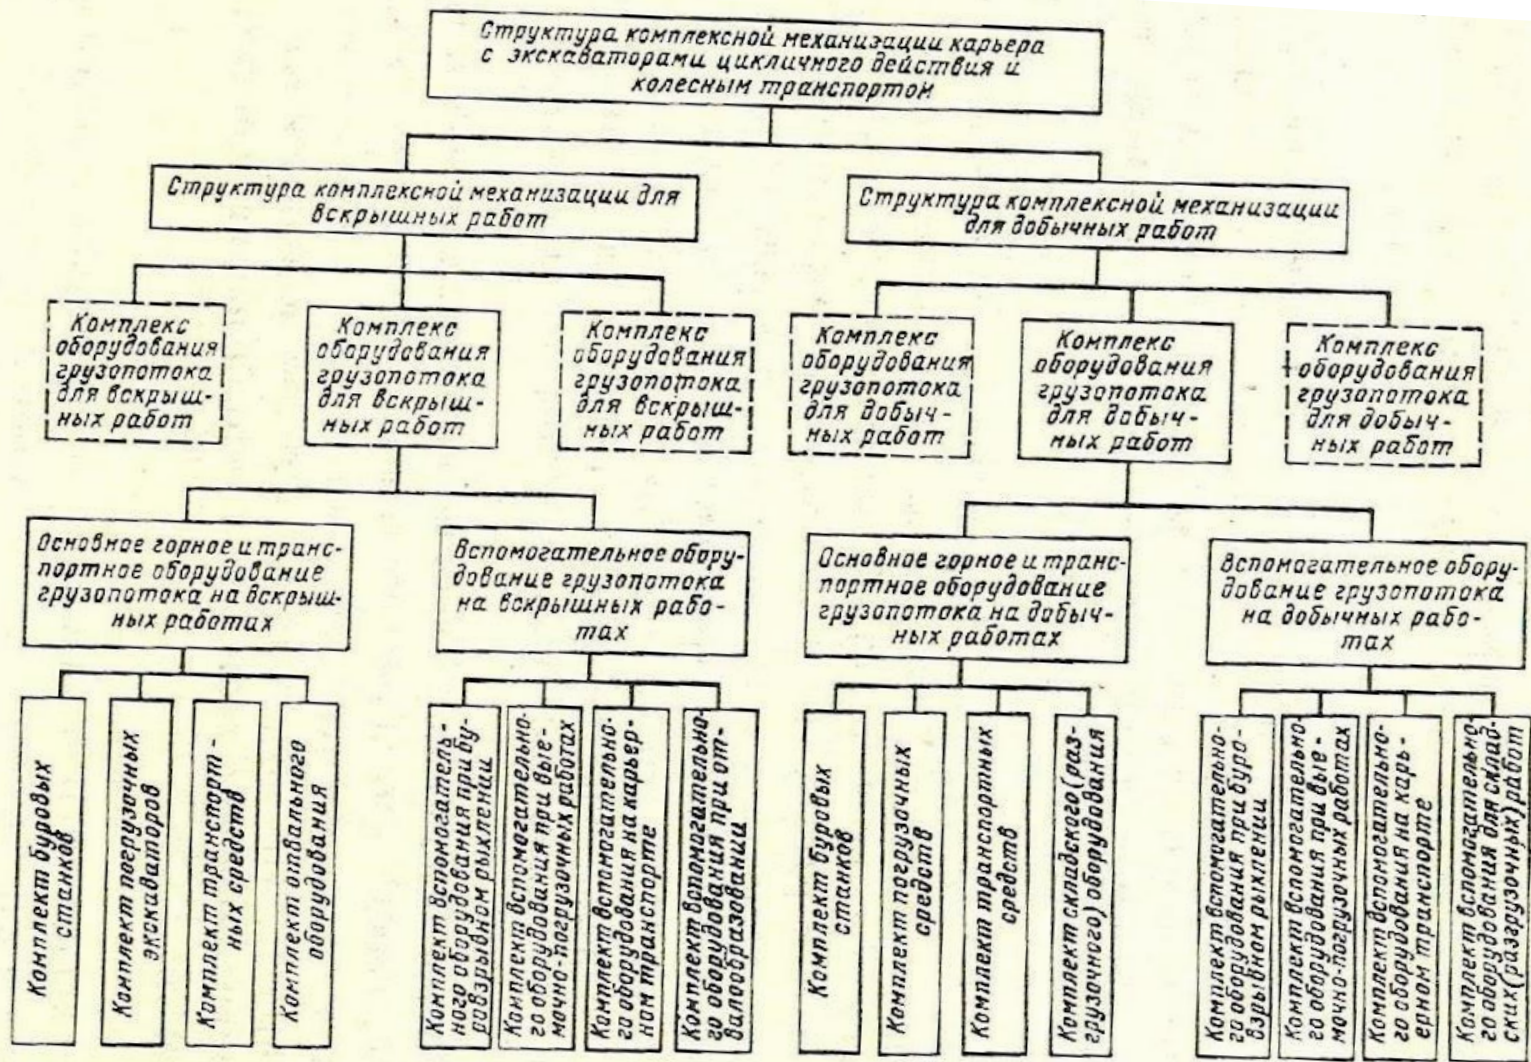 Структура комплексной механизации карьера
с экскаваторами цикличного действия и
колесным транспортом
Структура комплексной механизации для
вскрышных работ
Структура комплексной механизации
для добычных работ
Комплекс
оборудования
грузопотока
для вскрыш-
ных работ
Комплекс
оборудования
грузопотока
для вскрыш-
ных работ
Комплекс
оборудования
грузопотока
для вскрыш-
ных работ
Комплекс
оборудования
грузопотока
для добыч-
ных работ
Комплекс
оборудования
грузопотока
для добыч-
ных работ
Комплекс
оборудования
грузопотока
для добыч-
ных работ
Основное горное и транс-
портное оборудование
грузопотока на вскрыш-
ных работах
Вспомогательное обору-
дование грузопотока
на вскрышных рабо-
тах
Основное горное и транс-
портное оборудование
грузопотока на добыч-
ных работах
Вспомогательное обору-
дование грузопотока
на добычных рабо-
тах
Комплект буровых
станков
Комплект погрузочных
экскаваторов
Комплект транспорт-
ных средств
Комплект отвального
оборудования
Комплект вспомогатель-
ного оборудования при бу-
ровзрывном рыхлении
Комплект вспомогательно-
го оборудования при вые-
мочно-погрузочных работах
Комплект вспомогательно-
го оборудования на карьер-
ном транспорте
Комплект вспомогательно-
го оборудования при от-
валообразовании
Комплект буровых
станков
Комплект погрузочных
средств
Комплект транспортных
средств
Комплект складского (раз-
грузочного) оборудования
Комплект вспомогательно-
го оборудования при буро-
взрывном рыхлении
Комплект вспомогательно
го оборудования при вые-
мочно-погрузочных работах
Комплект вспомогательно-
го оборудования на карь-
ерном транспорте
Комплект вспомогательно-
го оборудования для склад-
ских (разгрузочных) работ